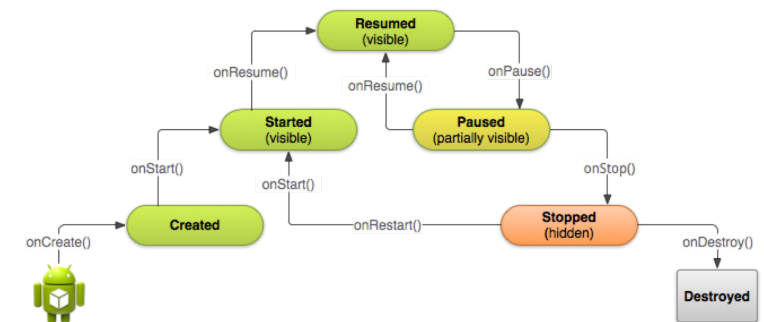 Resumed
(visible)
onResume()
onResume()
onPause()
Started
(visible)
Paused
(partially visible)
onStart()
onStart()
onStop()
Created
onRestart()
Stopped
(hidden)
onCreate()
onDestroy()
Destroyed